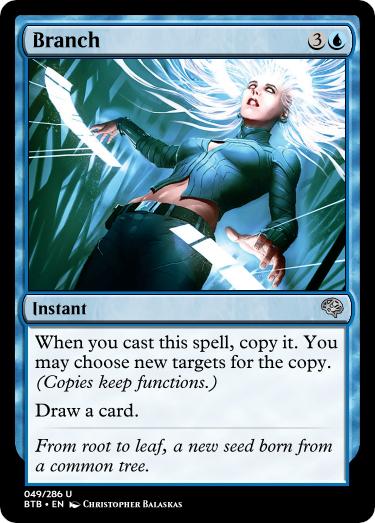 Branch 3
Instant
When you cast this spell, copy it. You
may choose new targets for the copy.
(Copies keep functions.)
Draw a card.
From root to leaf, a new seed born from
a common tree.
049/286 U
BTB • EN Christopher Balaskas